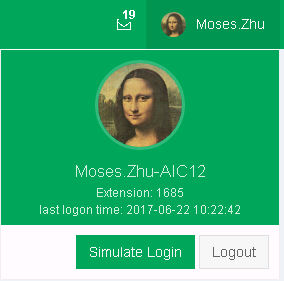 19
Moses.Zhu
Moses.Zhu-AIC12
Extension: 1685
last logon time: 2017-06-22 10:22:42
Simulate Login
Logout